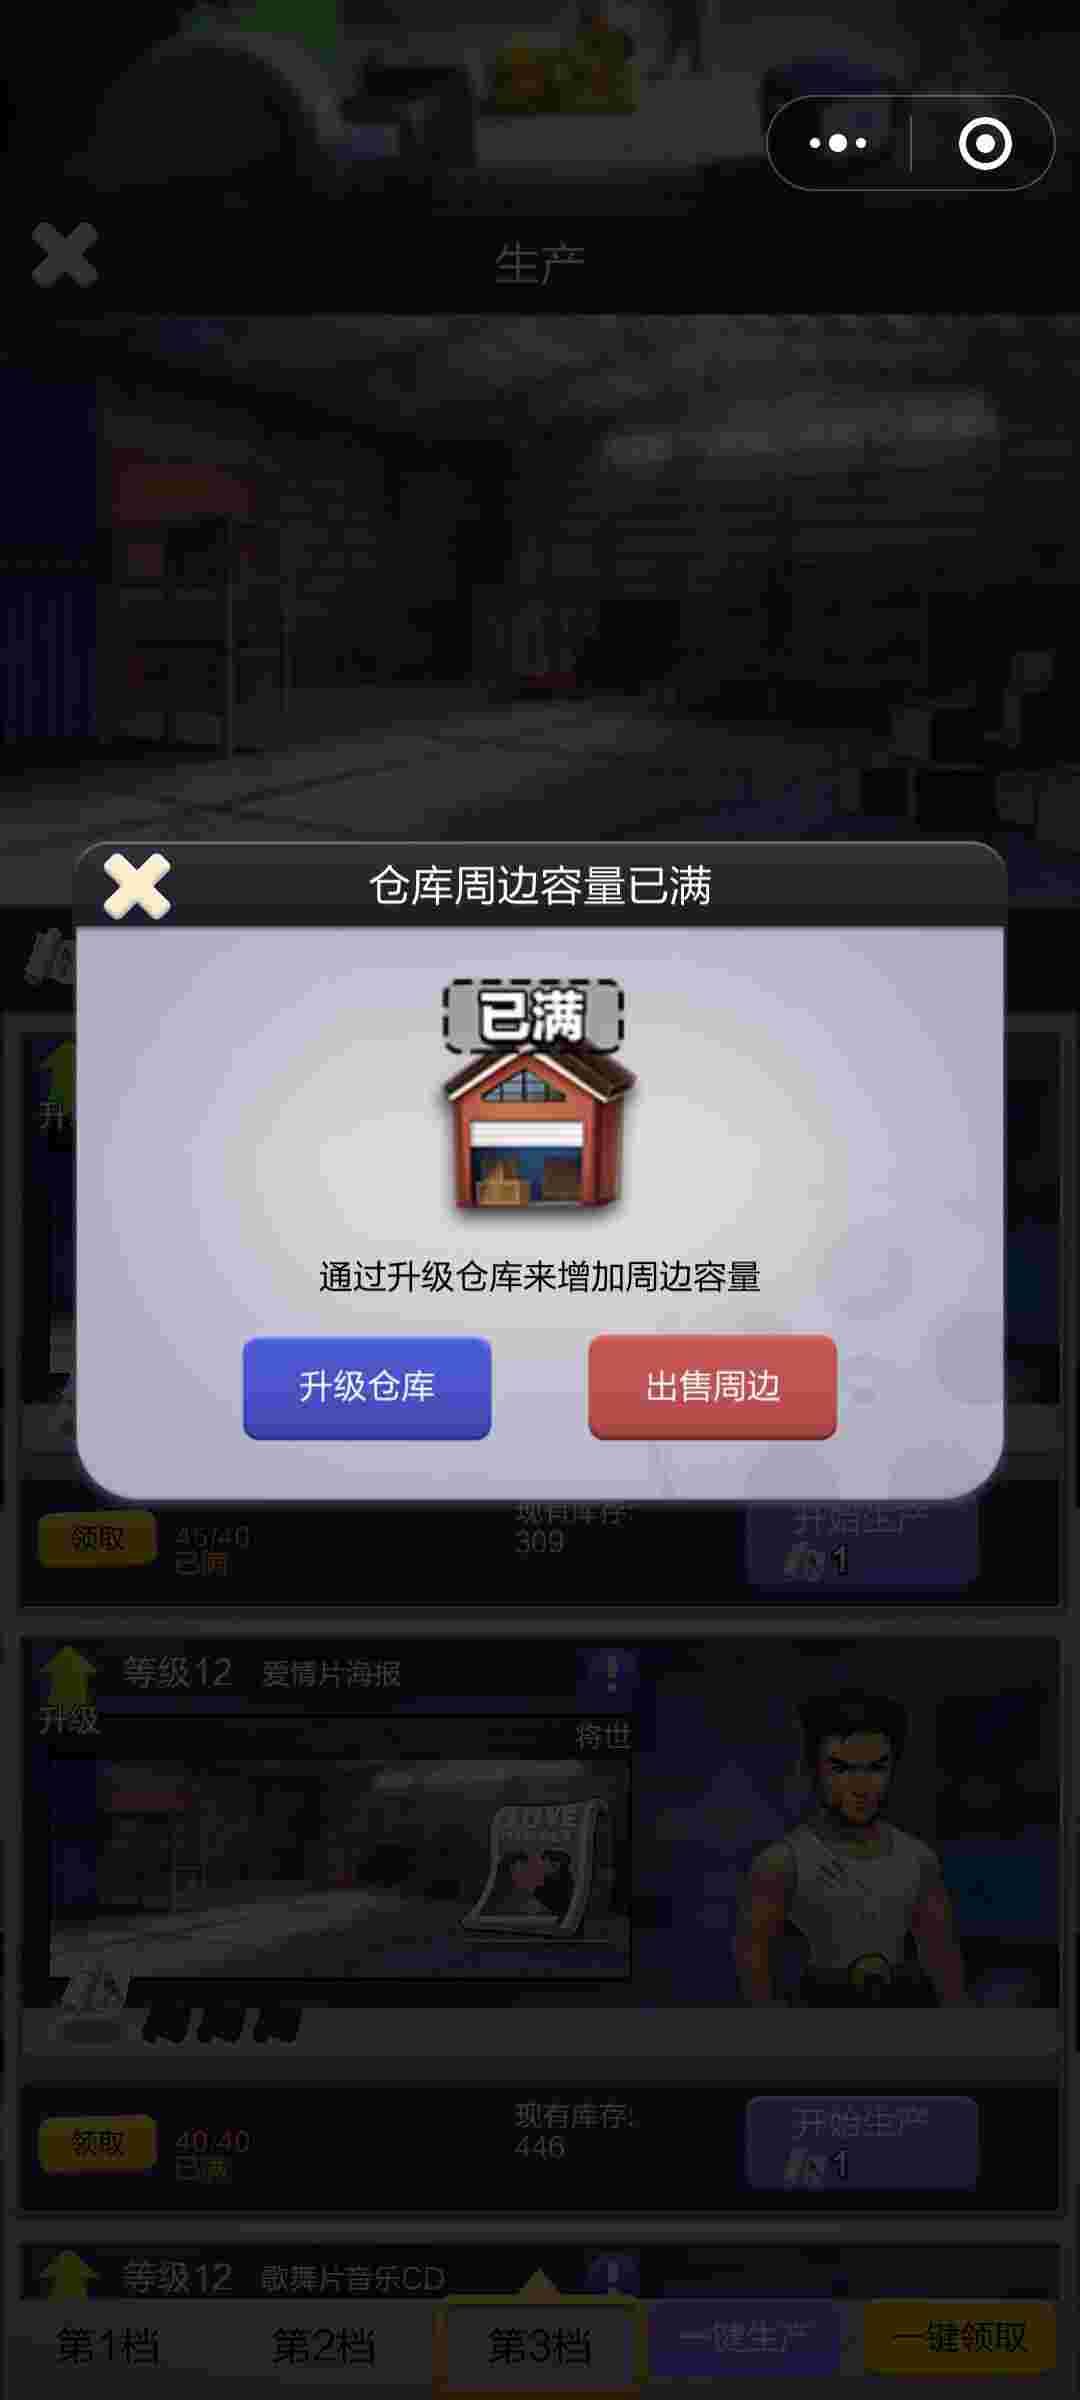 生产
仓库周边容量已满
已满
通过升级仓库来增加周边容量
升级仓库
出售周边
领取
45/40
已满
现有库存:
309
开始生产
1
等级12
爱情片海报
升级
将世
LOVE
领取
40/40
已满
现有库存:
446
开始生产
1
等级12
歌舞片音乐CD
第1档
第2档
第3档
一键生产
一键领取